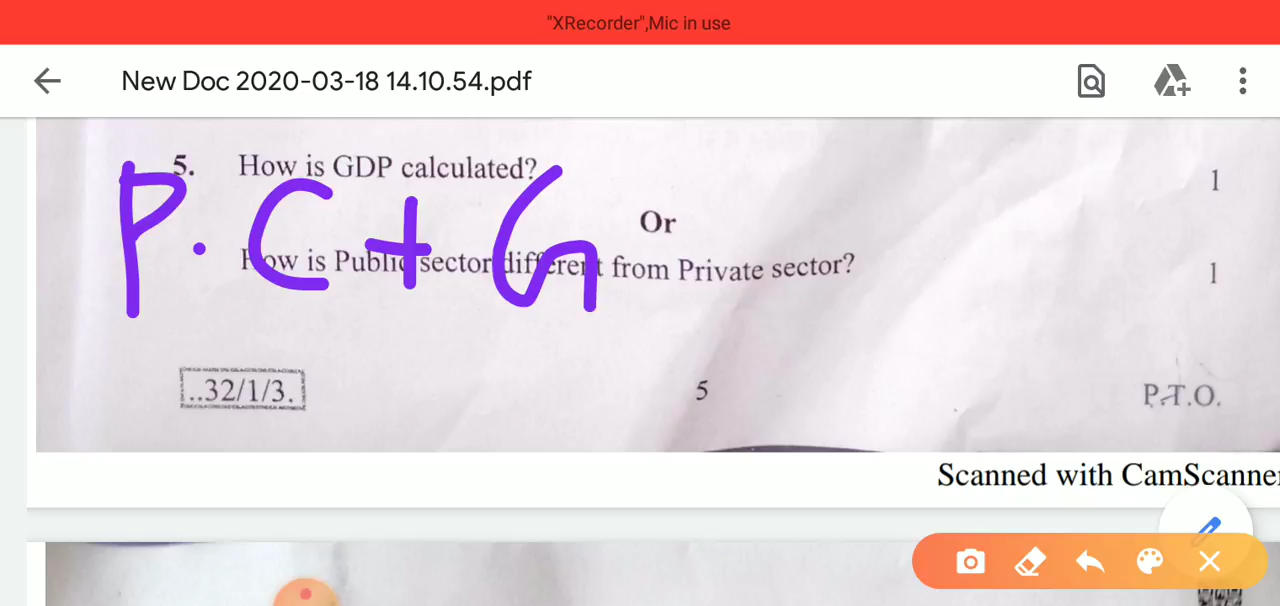 "XRecorder",Mic in use
New Doc 2020-03-18 14.10.54.pdf
5. How is GDP calculated? 1
P. C + G
Or
How is Public sector different from Private sector? 1
..32/1/3. 5 P.T.O.
Scanned with CamScanne